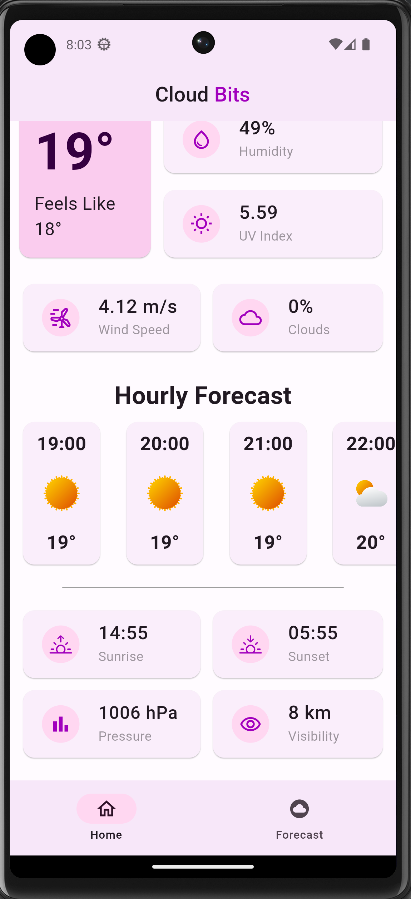 8:03
Cloud Bits
19°
Feels Like
18°
49%
Humidity
5.59
UV Index
4.12 m/s
Wind Speed
0%
Clouds
Hourly Forecast
19:00 20:00 21:00 22:00
19° 19° 19° 20°
14:55
Sunrise
05:55
Sunset
1006 hPa
Pressure
8 km
Visibility
Home Forecast